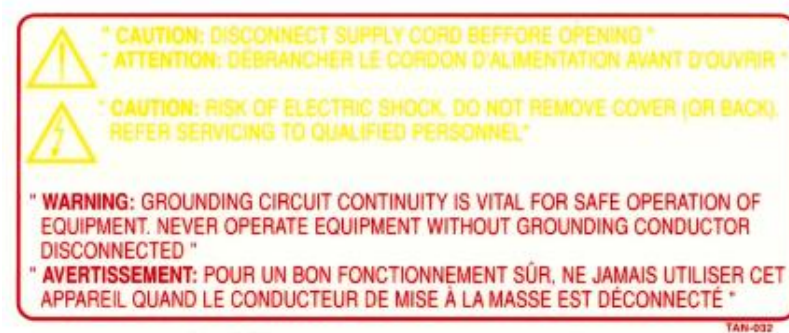 " CAUTION: DISCONNECT SUPPLY CORD BEFFORE OPENING "
" ATTENTION: DÉBRANCHER LE CORDON D'ALIMENTATION AVANT D'OUVRIR "
" CAUTION: RISK OF ELECTRIC SHOCK. DO NOT REMOVE COVER (OR BACK).
REFER SERVICING TO QUALIFIED PERSONNEL"
" WARNING: GROUNDING CIRCUIT CONTINUITY IS VITAL FOR SAFE OPERATION OF
EQUIPMENT. NEVER OPERATE EQUIPMENT WITHOUT GROUNDING CONDUCTOR
DISCONNECTED "
" AVERTISSEMENT: POUR UN BON FONCTIONNEMENT SÛR, NE JAMAIS UTILISER CET
APPAREIL QUAND LE CONDUCTEUR DE MISE À LA MASSE EST DÉCONNECTÉ "
TAN-032